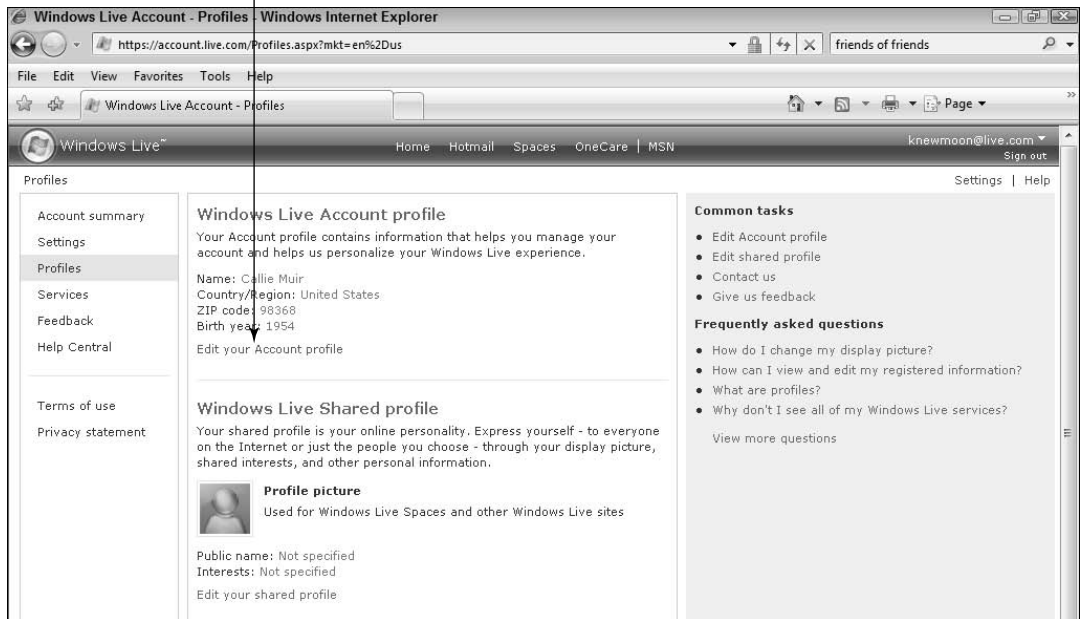 Windows Live Account - Profiles - Windows Internet Explorer
https://account.live.com/Profiles.aspx?mkt=en%2Dus
friends of friends
File Edit View Favorites Tools Help
Windows Live Account - Profiles
Page
Windows Live™
Home Hotmail Spaces OneCare | MSN
knewmoon@live.com
Sign out
Profiles
Settings | Help
Account summary
Settings
Profiles
Services
Feedback
Help Central
Terms of use
Privacy statement
Windows Live Account profile
Your Account profile contains information that helps you manage your
account and helps us personalize your Windows Live experience.
Name: Callie Muir
Country/Region: United States
ZIP code: 98368
Birth year: 1954
Edit your Account profile
Windows Live Shared profile
Your shared profile is your online personality. Express yourself - to everyone
on the Internet or just the people you choose - through your display picture,
shared interests, and other personal information.
Profile picture
Used for Windows Live Spaces and other Windows Live sites
Public name: Not specified
Interests: Not specified
Edit your shared profile
Common tasks
• Edit Account profile
• Edit shared profile
• Contact us
• Give us feedback
Frequently asked questions
• How do I change my display picture?
• How can I view and edit my registered information?
• What are profiles?
• Why don't I see all of my Windows Live services?
View more questions